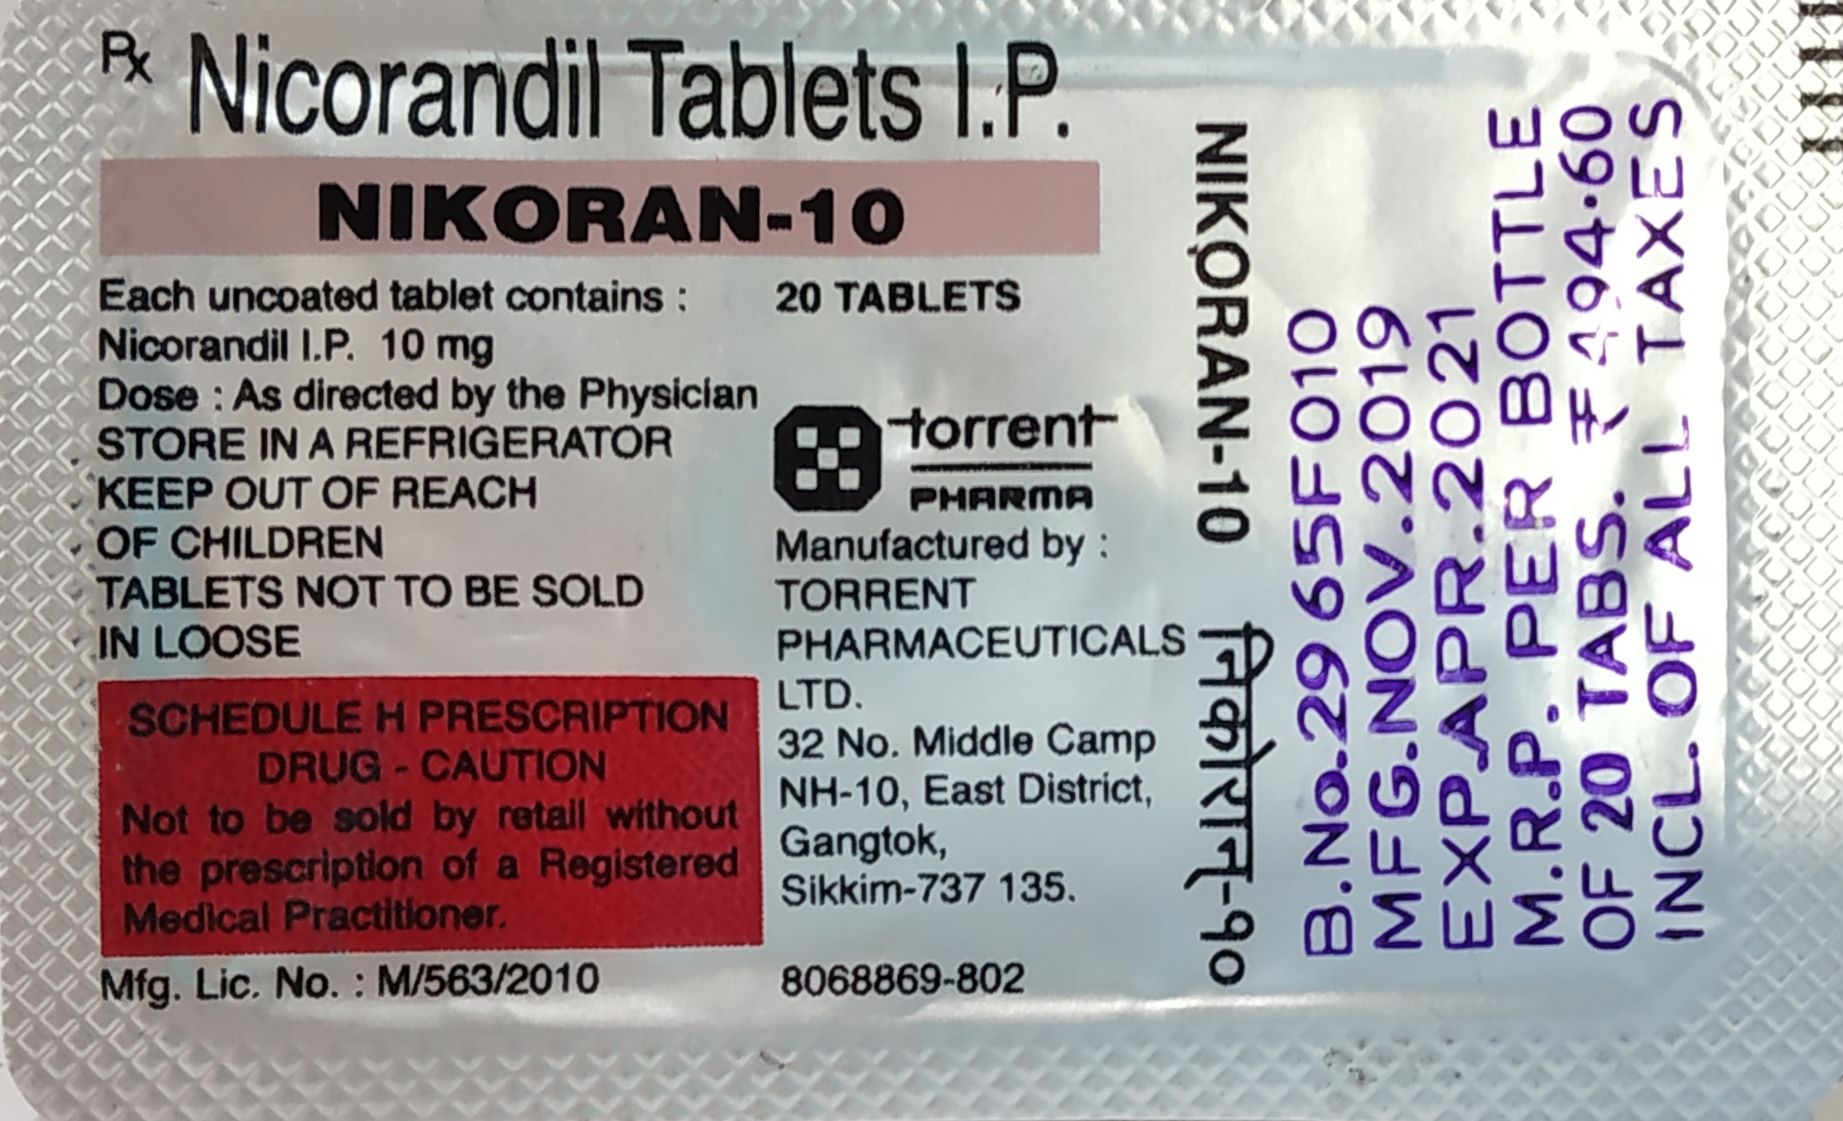 Rx Nicorandil Tablets I.P.
NIKORAN-10
Each uncoated tablet contains :
Nicorandil I.P. 10 mg
Dose : As directed by the Physician
STORE IN A REFRIGERATOR
KEEP OUT OF REACH
OF CHILDREN
TABLETS NOT TO BE SOLD
IN LOOSE
SCHEDULE H PRESCRIPTION
DRUG - CAUTION
Not to be sold by retail without
the prescription of a Registered
Medical Practitioner.
Mfg. Lic. No. : M/563/2010
20 TABLETS
torrent
PHARMA
Manufactured by :
TORRENT
PHARMACEUTICALS
LTD.
32 No. Middle Camp
NH-10, East District,
Gangtok,
Sikkim-737 135.
8068869-802
NIKORAN-10
निकोरान-१०
B.No.2965F010
MFG.NOV.2019
EXP.APR.2021
M.R.P. PER BOTTLE
OF 20 TABS. ₹ 494.60
INCL. OF ALL TAXES